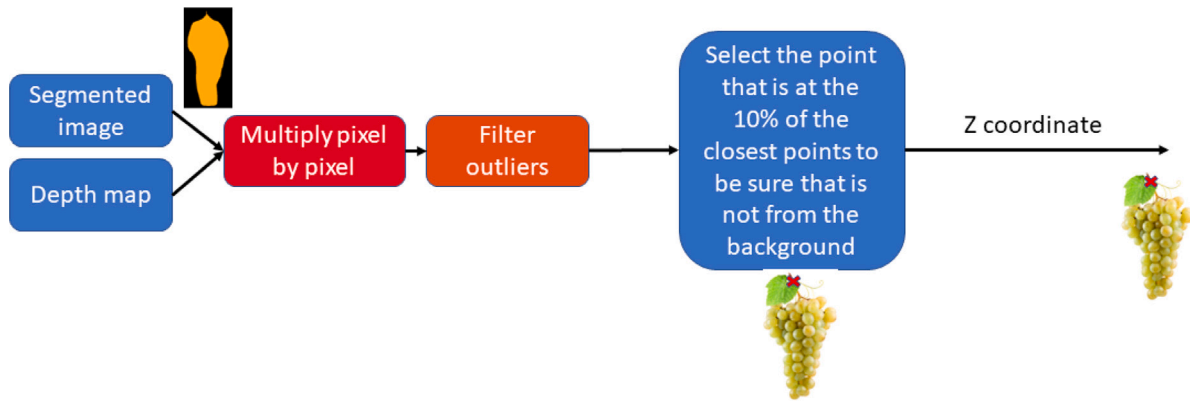 Segmented
image
Depth map
Multiply pixel
by pixel
Filter
outliers
Select the point
that is at the
10% of the
closest points to
be sure that is
not from the
background
Z coordinate